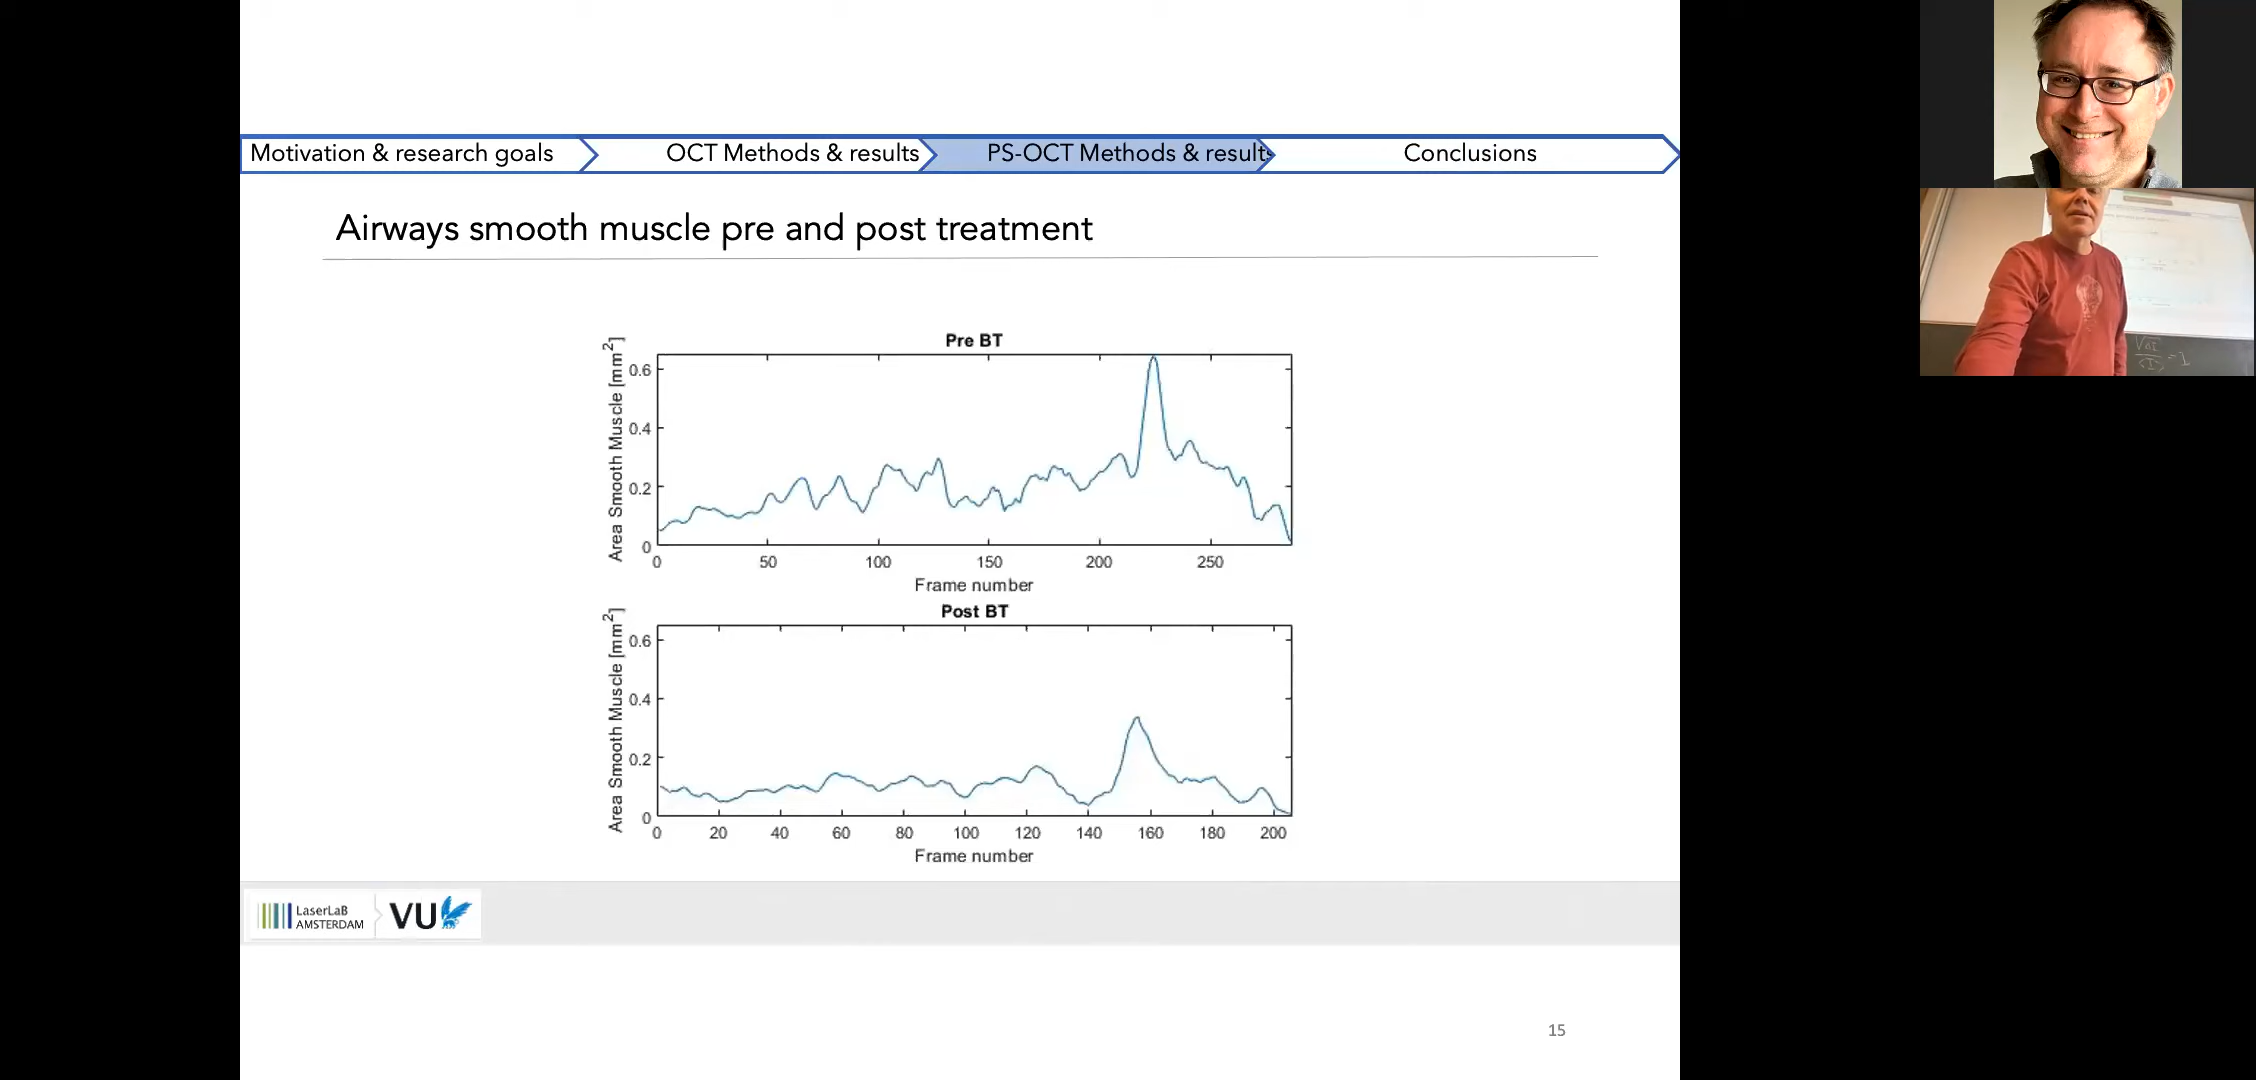 Motivation & research goals
OCT Methods & results
PS-OCT Methods & results
Conclusions
Airways smooth muscle pre and post treatment
Pre BT
Area Smooth Muscle [mm²]
0.6
0.4
0.2
0
0 50 100 150 200 250
Frame number
Post BT
Area Smooth Muscle [mm²]
0.6
0.4
0.2
0
0 20 40 60 80 100 120 140 160 180 200
Frame number
LaserLaB
AMSTERDAM
VU
15